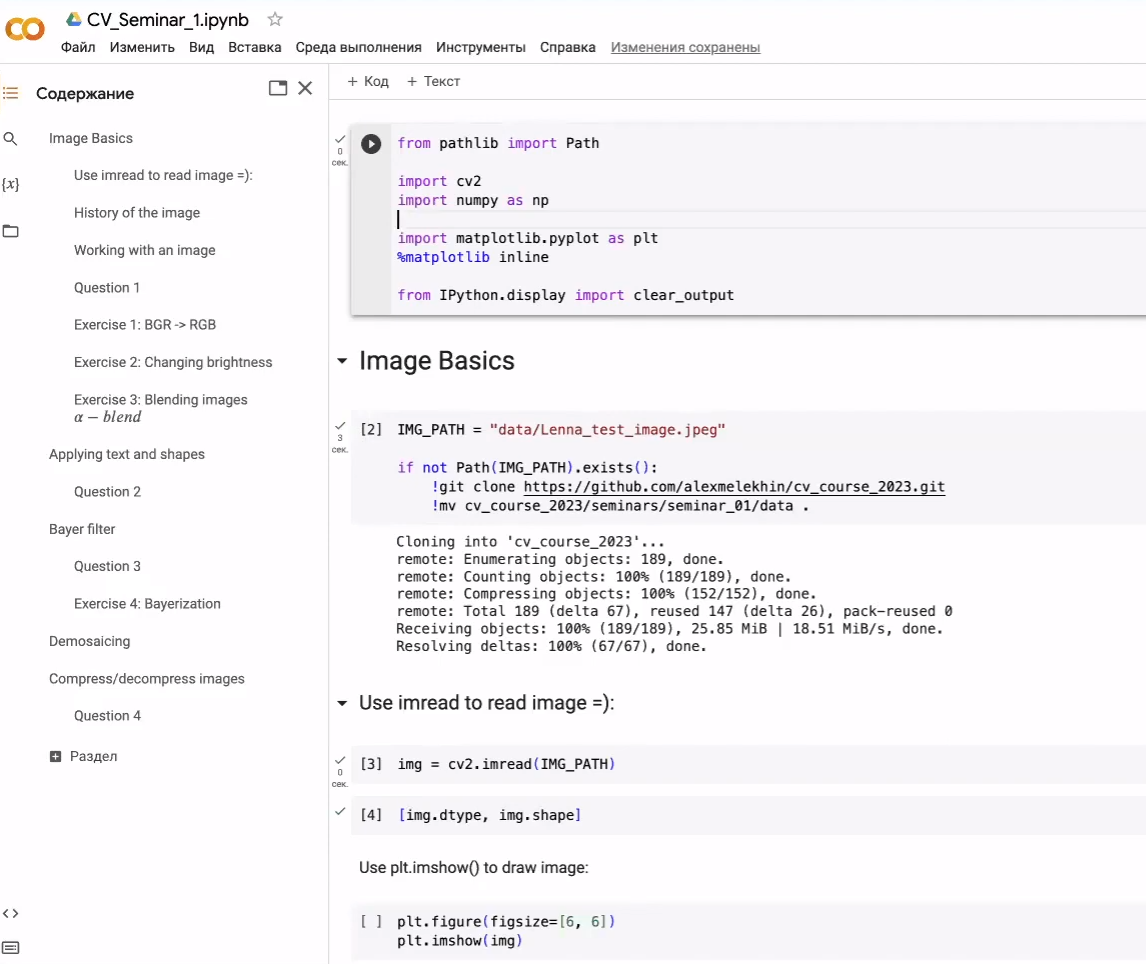 CV_Seminar_1.ipynb
Файл Изменить Вид Вставка Среда выполнения Инструменты Справка Изменения сохранены
Содержание
Image Basics
Use imread to read image =):
History of the image
Working with an image
Question 1
Exercise 1: BGR -> RGB
Exercise 2: Changing brightness
Exercise 3: Blending images
α − blend
Applying text and shapes
Question 2
Bayer filter
Question 3
Exercise 4: Bayerization
Demosaicing
Compress/decompress images
Question 4
Раздел
{x}
+ Код + Текст
0
сек.
from pathlib import Path
import cv2
import numpy as np
import matplotlib.pyplot as plt
%matplotlib inline
from IPython.display import clear_output
Image Basics
3
сек.
[2] IMG_PATH = "data/Lenna_test_image.jpeg"
if not Path(IMG_PATH).exists():
!git clone https://github.com/alexmelekhin/cv_course_2023.git
!mv cv_course_2023/seminars/seminar_01/data .
Cloning into 'cv_course_2023'...
remote: Enumerating objects: 189, done.
remote: Counting objects: 100% (189/189), done.
remote: Compressing objects: 100% (152/152), done.
remote: Total 189 (delta 67), reused 147 (delta 26), pack-reused 0
Receiving objects: 100% (189/189), 25.85 MiB | 18.51 MiB/s, done.
Resolving deltas: 100% (67/67), done.
Use imread to read image =):
0
сек.
[3] img = cv2.imread(IMG_PATH)
[4] [img.dtype, img.shape]
Use plt.imshow() to draw image:
[ ] plt.figure(figsize=[6, 6])
plt.imshow(img)